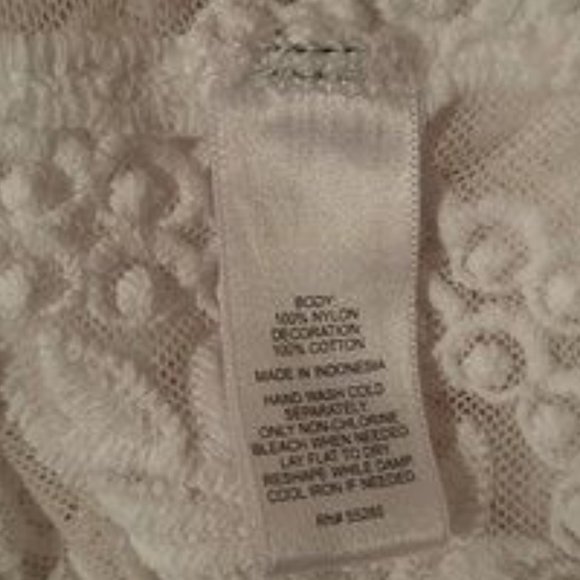 BODY:
100% NYLON
DECORATION:
100% COTTON
MADE IN INDONESIA
HAND WASH COLD
SEPARATELY
ONLY NON-CHLORINE
BLEACH WHEN NEEDED
LAY FLAT TO DRY
RESHAPE WHILE DAMP
COOL IRON IF NEEDED